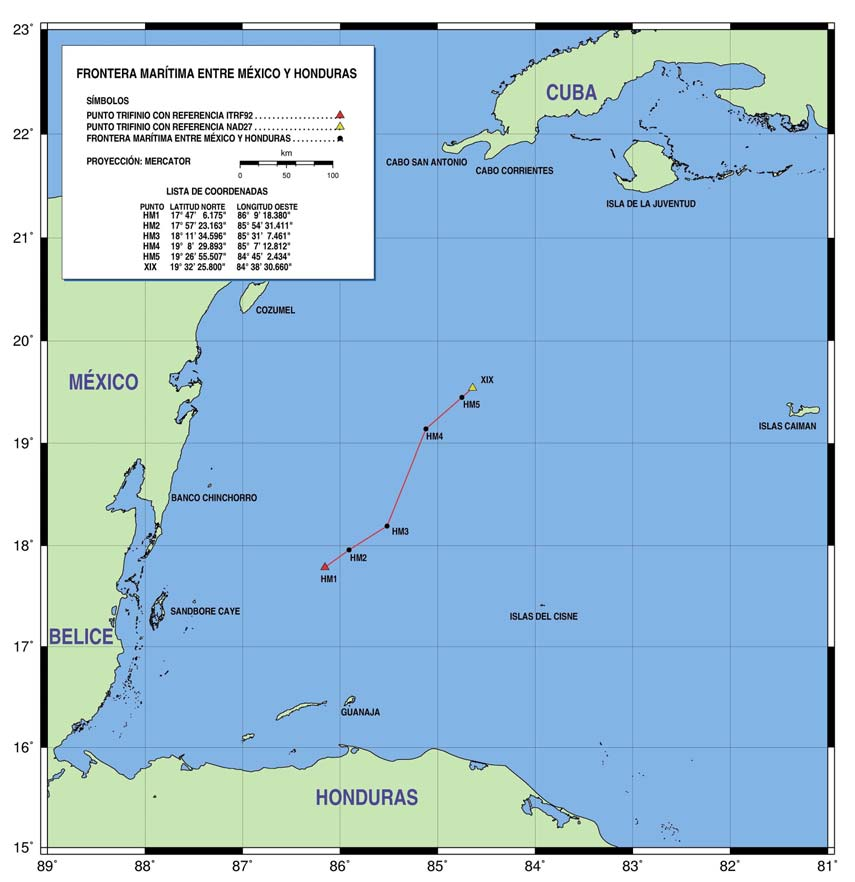 FRONTERA MARÍTIMA ENTRE MÉXICO Y HONDURAS
SÍMBOLOS
PUNTO TRIFINIO CON REFERENCIA ITRF92
PUNTO TRIFINIO CON REFERENCIA NAD27
FRONTERA MARÍTIMA ENTRE MÉXICO Y HONDURAS
km
PROYECCIÓN: MERCATOR
0 50 100
LISTA DE COORDENADAS
PUNTO LATITUD NORTE LONGITUD OESTE
HM1 17° 47' 6.175" 86° 9' 18.380"
HM2 17° 57' 23.163" 85° 54' 31.411"
HM3 18° 11' 34.596" 85° 31' 7.461"
HM4 19° 8' 29.893" 85° 7' 12.812"
HM5 19° 26' 55.507" 84° 45' 2.434"
XIX 19° 32' 25.800" 84° 38' 30.660"
CUBA
CABO SAN ANTONIO
CABO CORRIENTES
ISLA DE LA JUVENTUD
COZUMEL
MÉXICO
XIX
HM5
ISLAS CAIMAN
HM4
BANCO CHINCHORRO
HM3
HM2
HM1
SANDBORE CAYE
ISLAS DEL CISNE
BELICE
GUANAJA
HONDURAS
23°
22°
21°
20°
19°
18°
17°
16°
15°
89° 88° 87° 86° 85° 84° 83° 82° 81°